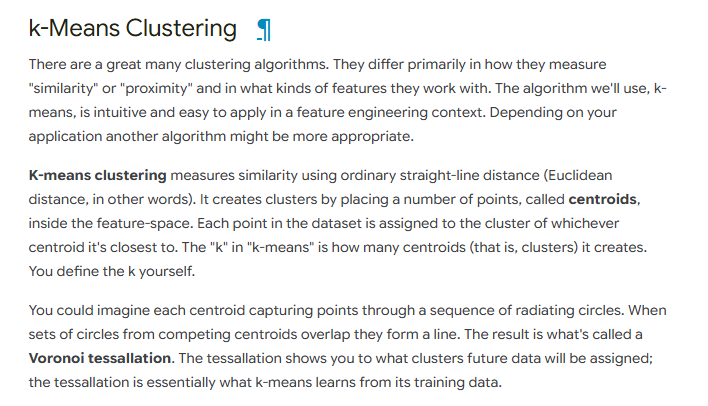 k-Means Clustering ¶
There are a great many clustering algorithms. They differ primarily in how they measure
"similarity" or "proximity" and in what kinds of features they work with. The algorithm we'll use, k-
means, is intuitive and easy to apply in a feature engineering context. Depending on your
application another algorithm might be more appropriate.
K-means clustering measures similarity using ordinary straight-line distance (Euclidean
distance, in other words). It creates clusters by placing a number of points, called centroids,
inside the feature-space. Each point in the dataset is assigned to the cluster of whichever
centroid it's closest to. The "k" in "k-means" is how many centroids (that is, clusters) it creates.
You define the k yourself.
You could imagine each centroid capturing points through a sequence of radiating circles. When
sets of circles from competing centroids overlap they form a line. The result is what's called a
Voronoi tessallation. The tessallation shows you to what clusters future data will be assigned;
the tessallation is essentially what k-means learns from its training data.